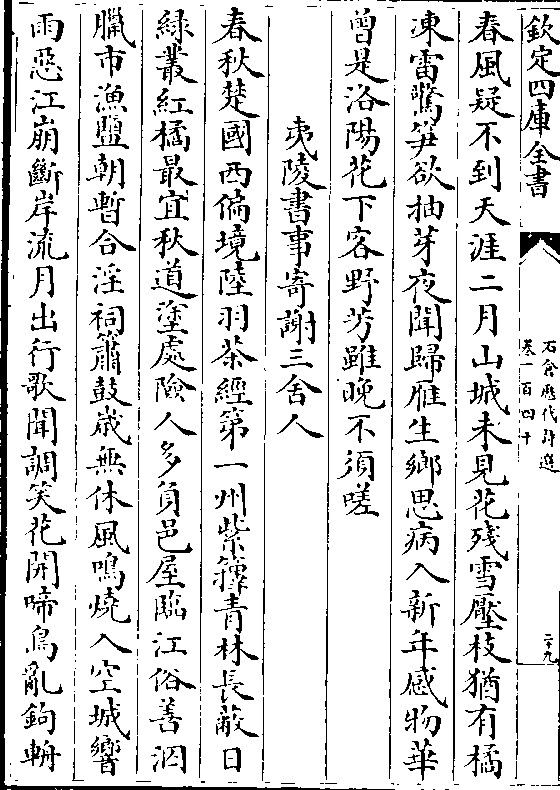 欽定四庫全書
石倉歷代詩選
卷一百四十
二十九
春風疑不到天涯二月山城未見花残雪壓枝猶有橘
凍雷驚笋欲抽芽夜聞歸雁生鄉思病入新年感物華
曾是洛陽花下客野芳雖晚不須嗟
夷陵書事寄謝三舍人
春秋楚國西偏境陸羽茶經第一州紫籜青林長蔽日
綠叢紅橘最宜秋道塗處險人多負邑屋臨江俗善泅
臘市漁鹽朝暫合淫祠簫鼓歲無休風鳴燒入空城響
雨惡江崩斷岸流月出行歌聞調笑花開啼鳥亂鉤輈